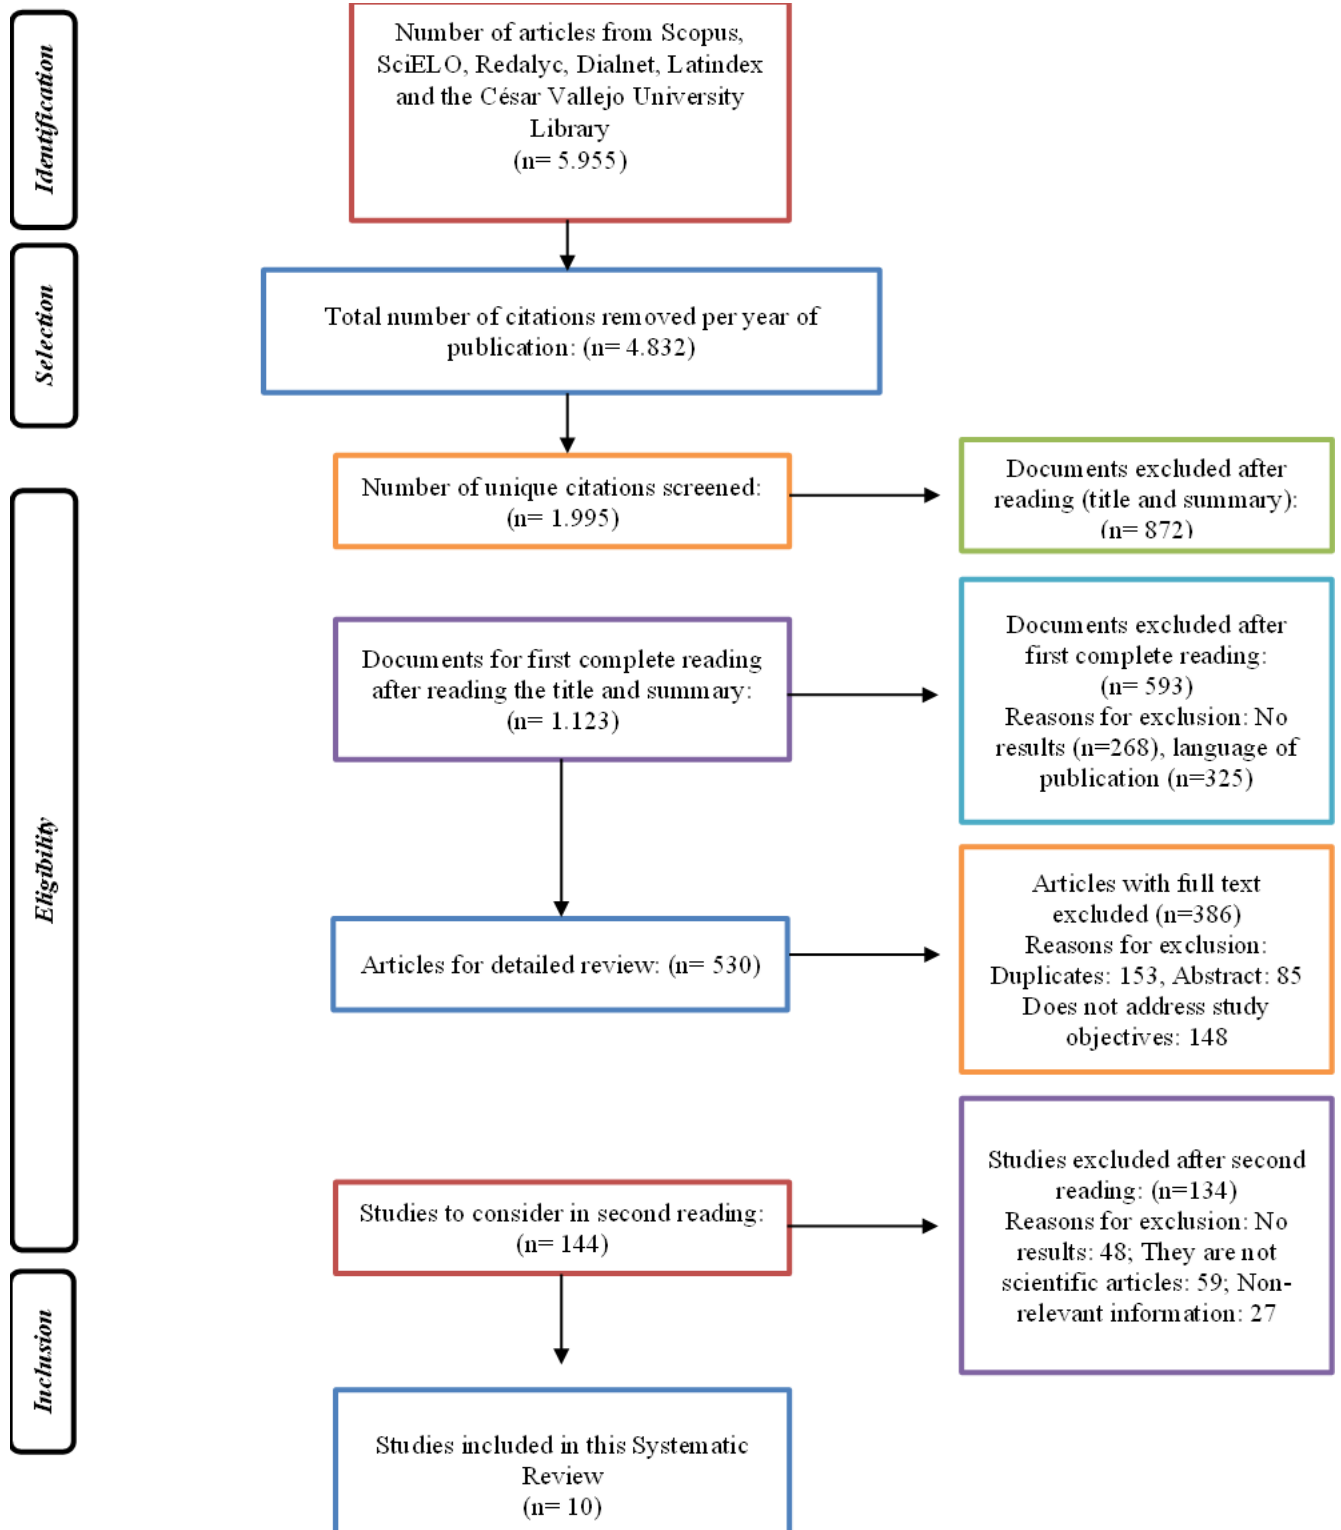 Identification
Number of articles from Scopus,
SciELO, Redalyc, Dialnet, Latindex
and the César Vallejo University
Library
(n= 5.955)
Selection
Total number of citations removed per year of
publication: (n= 4.832)
Eligibility
Number of unique citations screened:
(n= 1.995)
Documents excluded after
reading (title and summary):
(n= 872)
Documents for first complete reading
after reading the title and summary:
(n= 1.123)
Documents excluded after
first complete reading:
(n= 593)
Reasons for exclusion: No
results (n=268), language of
publication (n=325)
Articles for detailed review: (n= 530)
Articles with full text
excluded (n=386)
Reasons for exclusion:
Duplicates: 153, Abstract: 85
Does not address study
objectives: 148
Studies to consider in second reading:
(n= 144)
Studies excluded after second
reading: (n=134)
Reasons for exclusion: No
results: 48; They are not
scientific articles: 59; Non-
relevant information: 27
Inclusion
Studies included in this Systematic
Review
(n= 10)